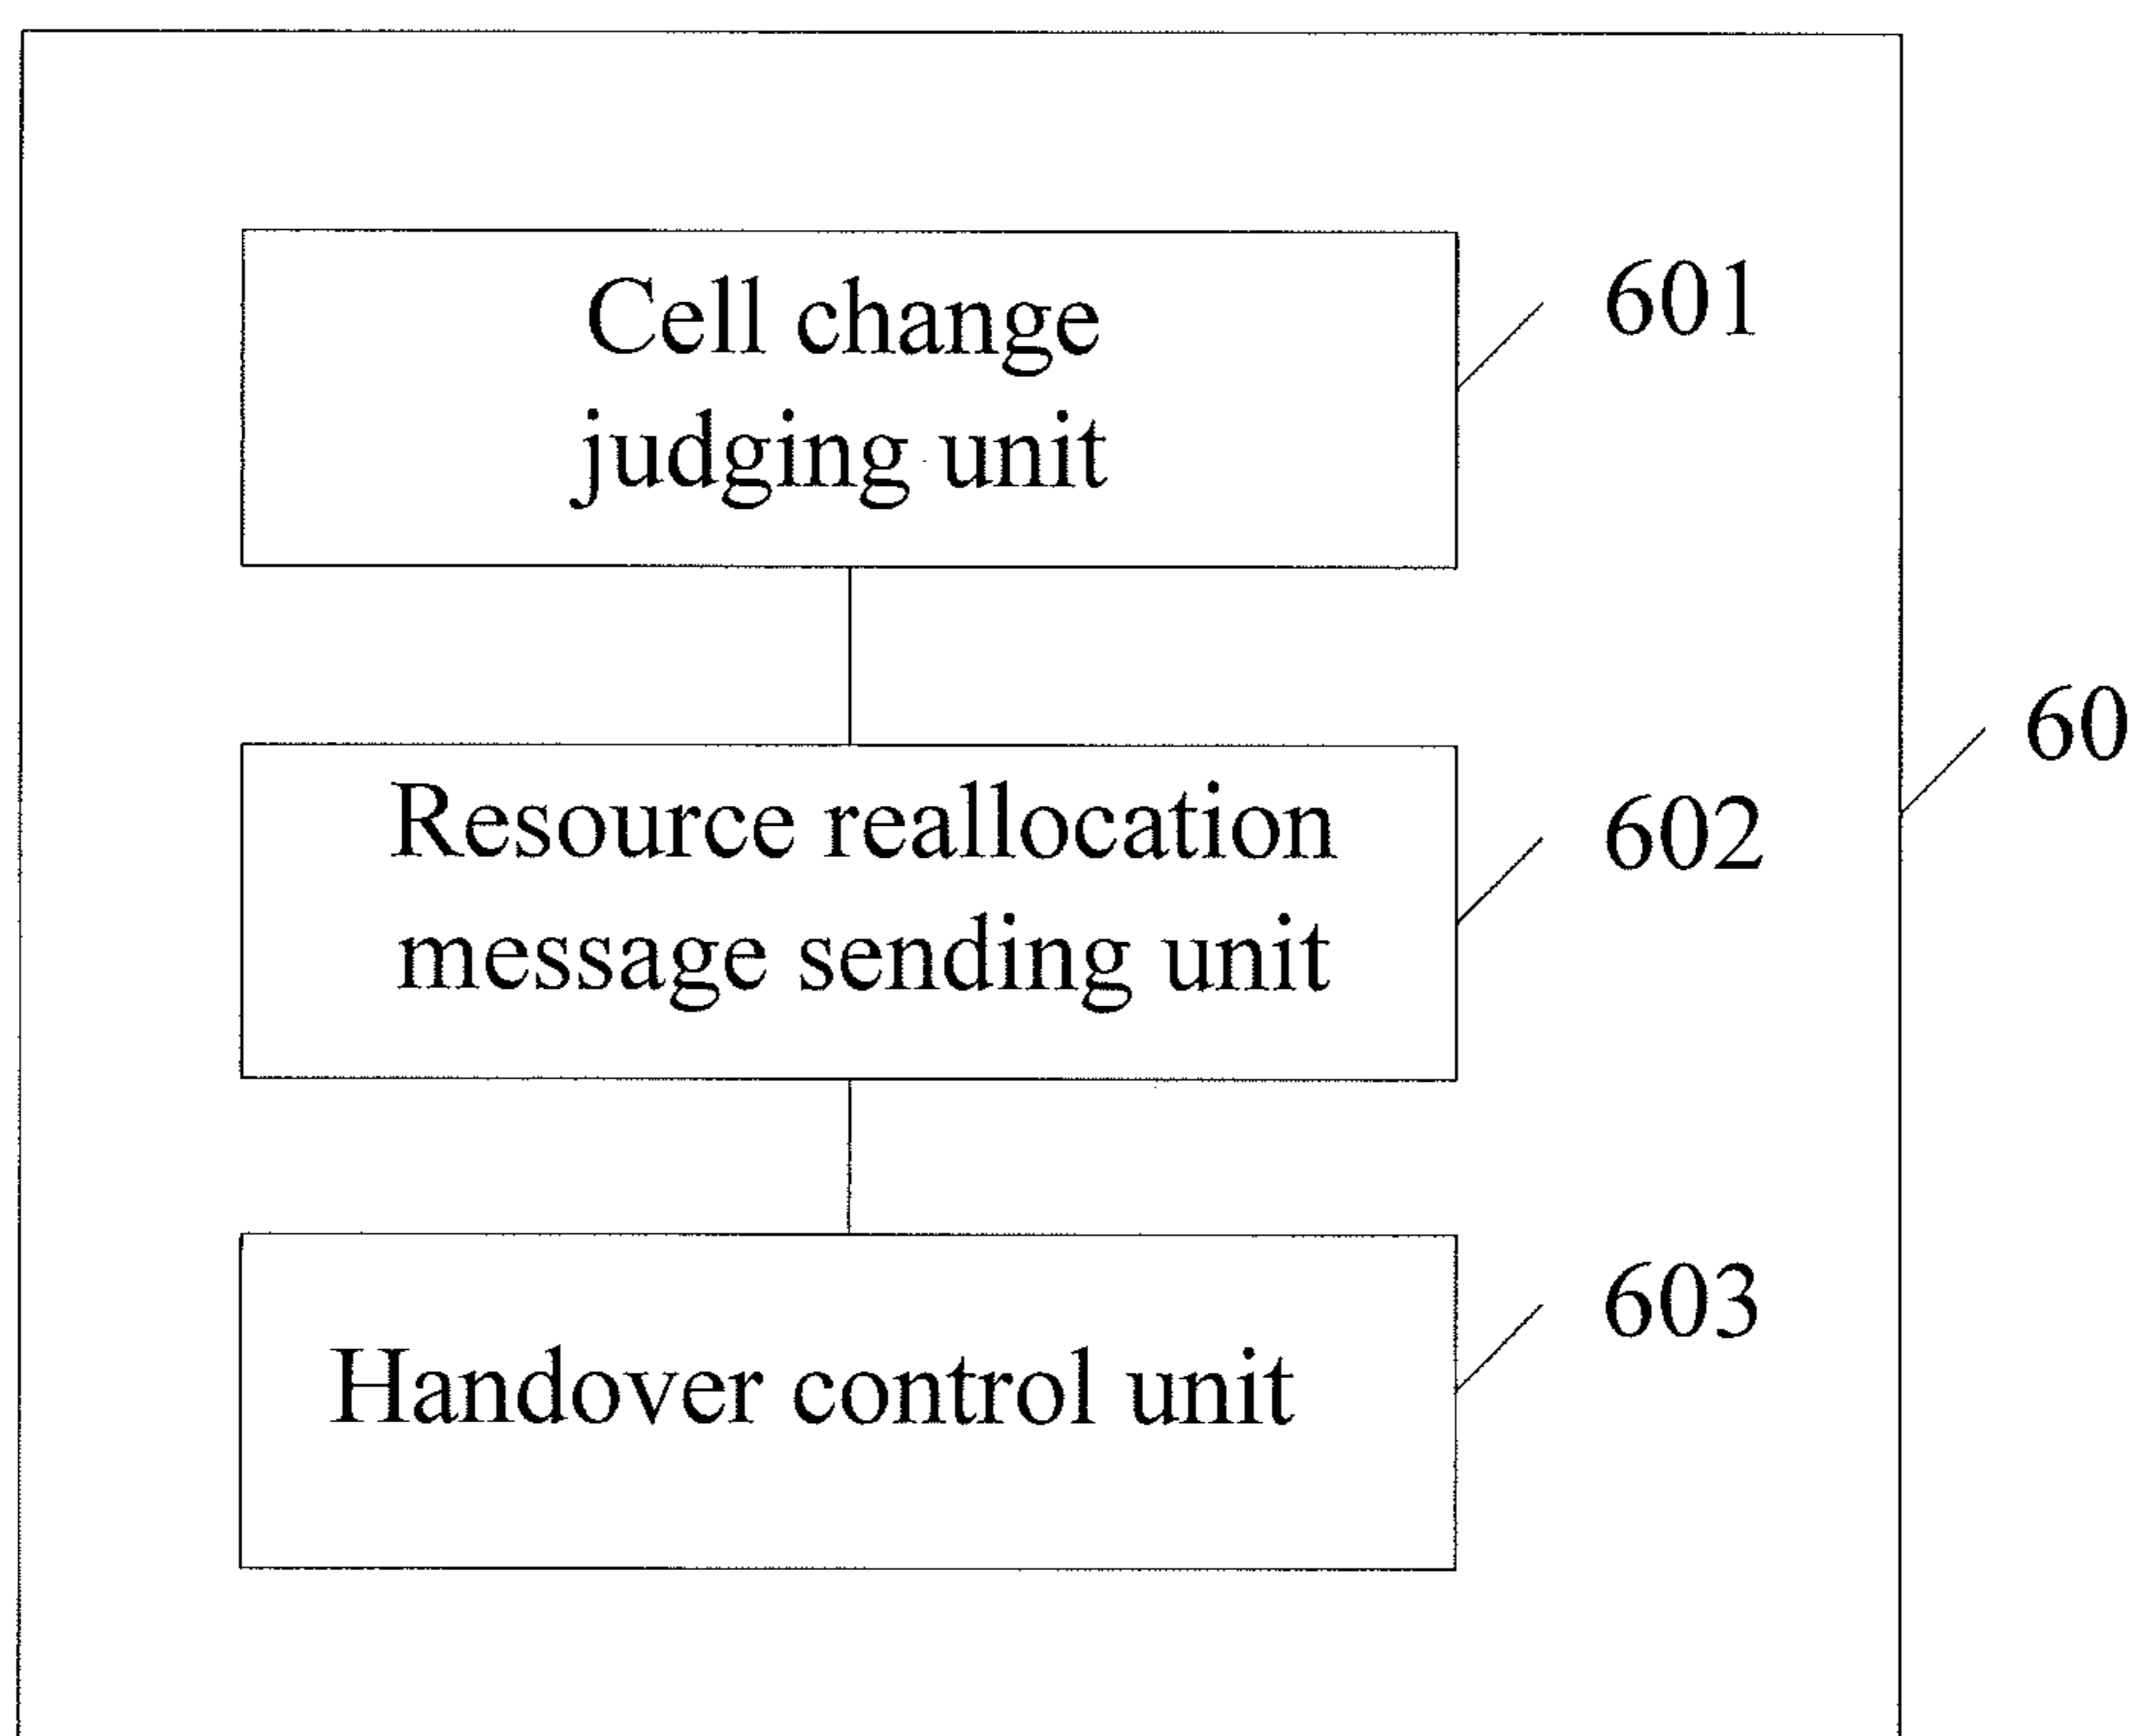 Cell change
judging unit
601
60
Resource reallocation
message sending unit
602
Handover control unit
603